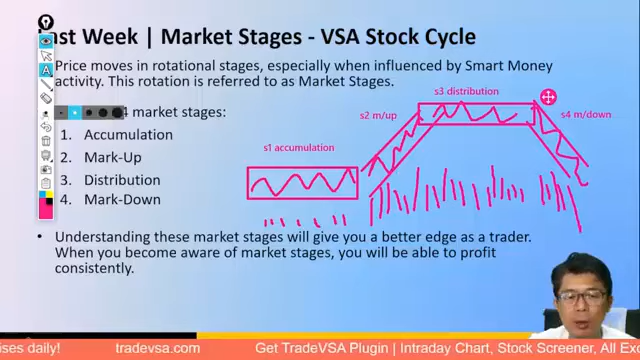 ast Week | Market Stages - VSA Stock Cycle
Price moves in rotational stages, especially when influenced by Smart Money
activity. This rotation is referred to as Market Stages.
4 market stages:
1. Accumulation
2. Mark-Up
3. Distribution
4. Mark-Down
s1 accumulation
s2 m/up
s3 distribution
s4 m/down
• Understanding these market stages will give you a better edge as a trader.
When you become aware of market stages, you will be able to profit
consistently.
ises daily!
tradevsa.com
Get TradeVSA Plugin | Intraday Chart, Stock Screener, All Exc